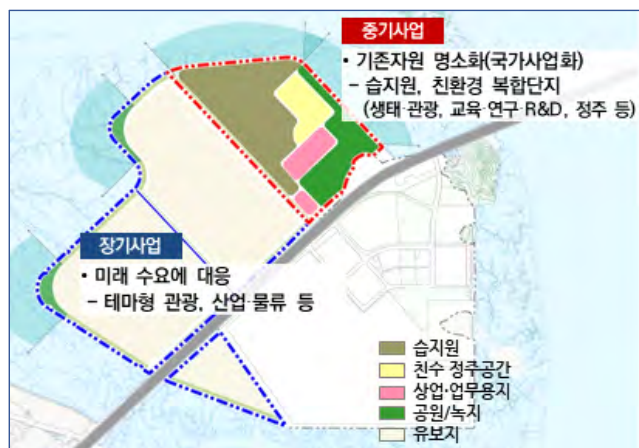 중기사업
• 기존자원 명소화(국가사업화)
– 습지원, 친환경 복합단지
(생태·관광, 교육·연구·R&D, 정주 등)
장기사업
• 미래 수요에 대응
– 테마형 관광, 산업·물류 등
습지원
친수 정주공간
상업·업무용지
공원/녹지
유보지